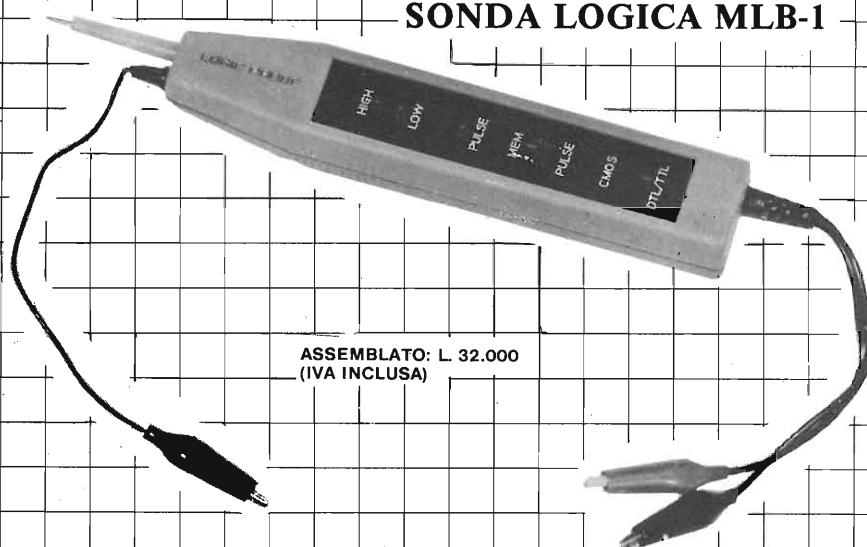 SONDA LOGICA MLB-1
HIGH
LOW
PULSE
MEM
PULSE
CMOS
DTL/TTL
ASSEMBLATO: L. 32.000
(IVA INCLUSA)